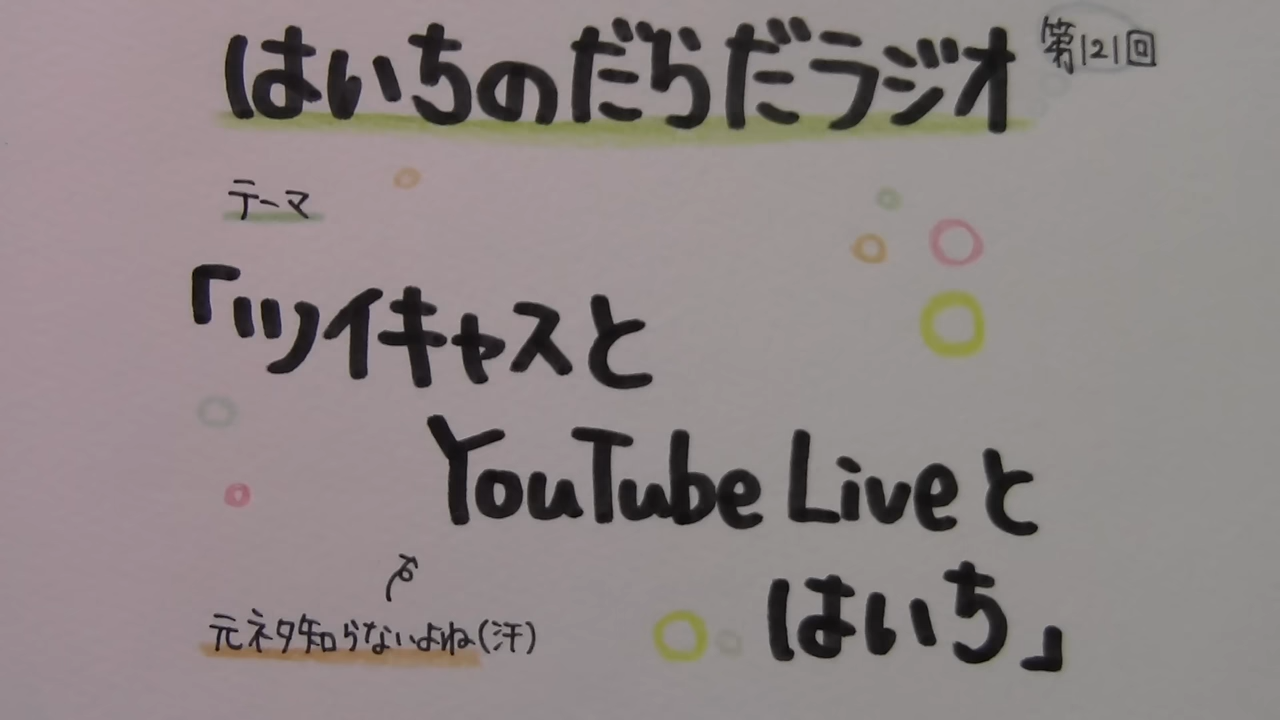 はいちのだらだラジオ 第121回
テーマ
「ツイキャスと
YouTube Liveと
はいち」
元ネタ知らないよね(汗)